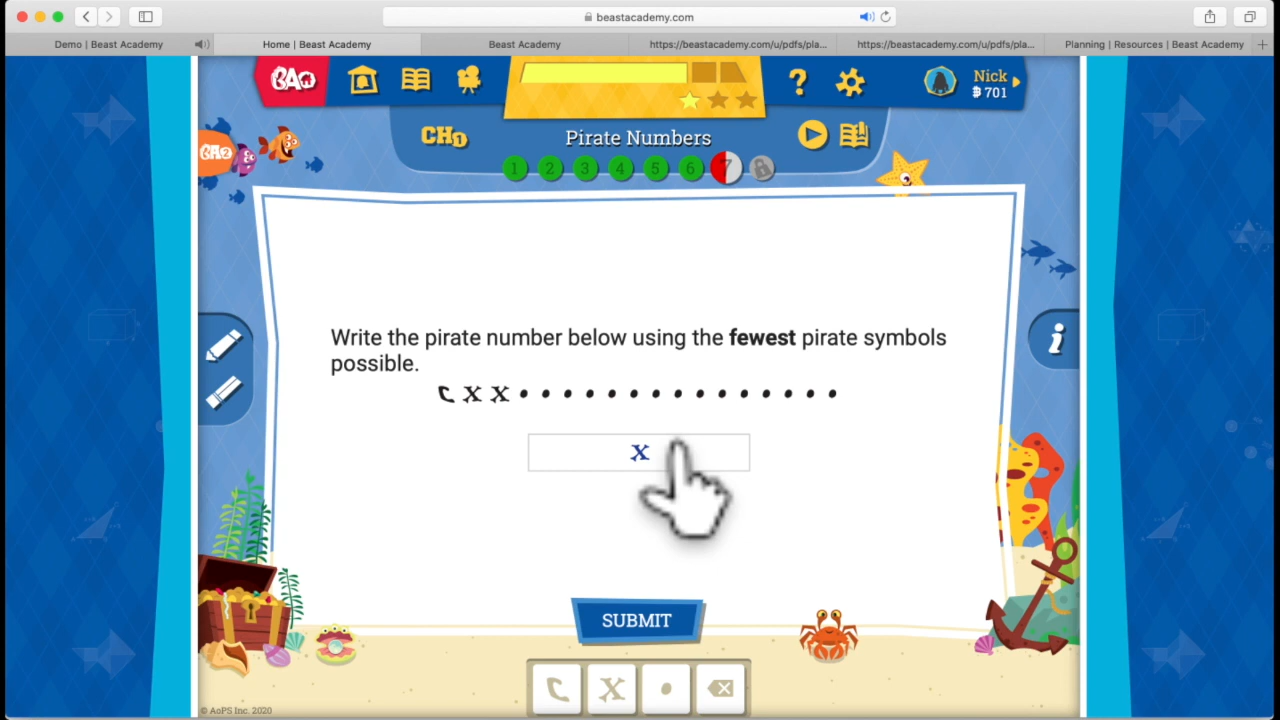 beastacademy.com
Demo | Beast Academy
Home | Beast Academy
Beast Academy
https://beastacademy.com/u/pdfs/pla...
https://beastacademy.com/u/pdfs/pla...
Planning | Resources | Beast Academy
BA
?
Nick
701
CH1
Pirate Numbers
1 2 3 4 5 6 7
BA2
Write the pirate number below using the fewest pirate symbols
possible.
X X • • • • • • • • • • • • • • •
X
i
SUBMIT
X •
© AoPS Inc. 2020